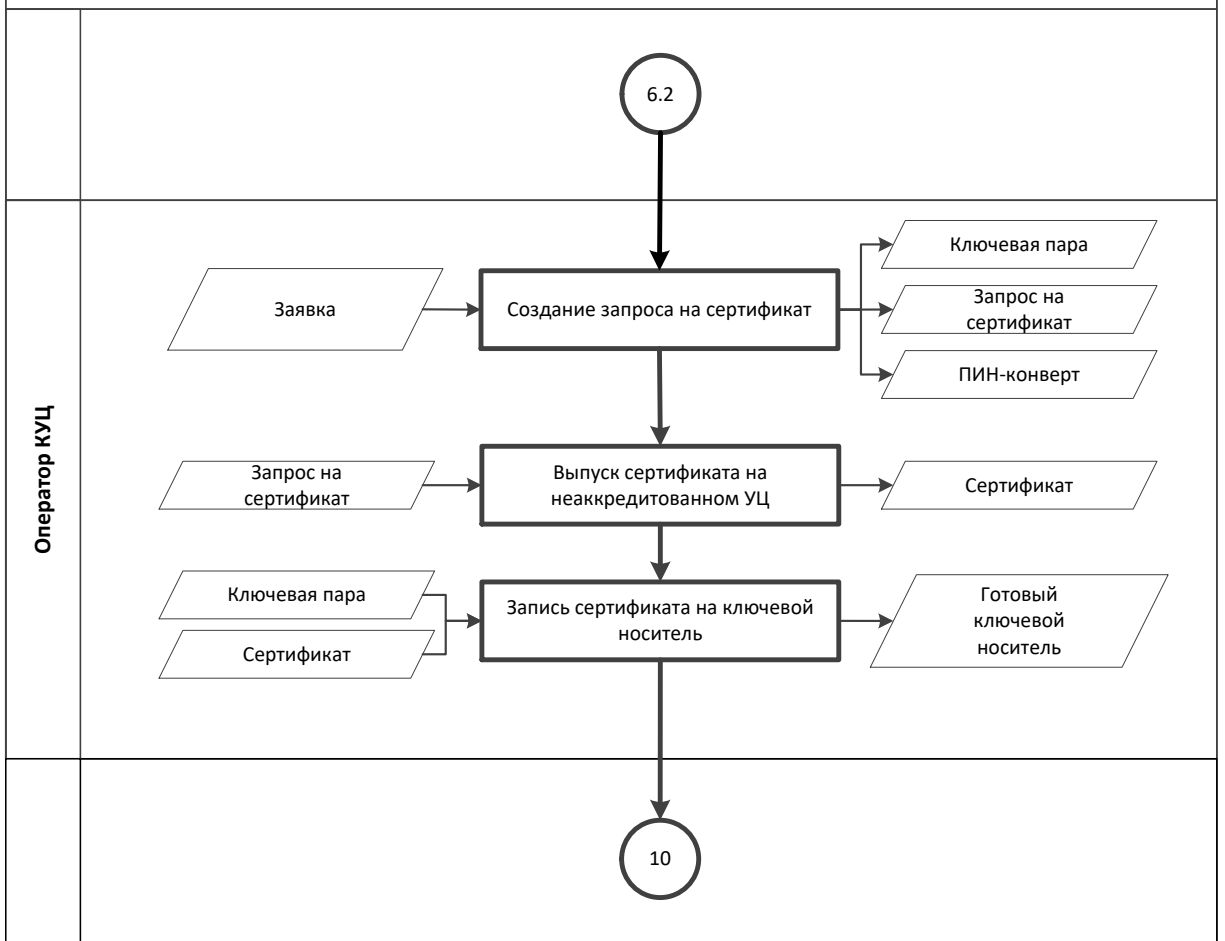 6.2
Оператор КУЦ
Заявка
Создание запроса на сертификат
Ключевая пара
Запрос на
сертификат
ПИН-конверт
Запрос на
сертификат
Выпуск сертификата на
неаккредитованном УЦ
Сертификат
Ключевая пара
Сертификат
Запись сертификата на ключевой
носитель
Готовый
ключевой
носитель
10